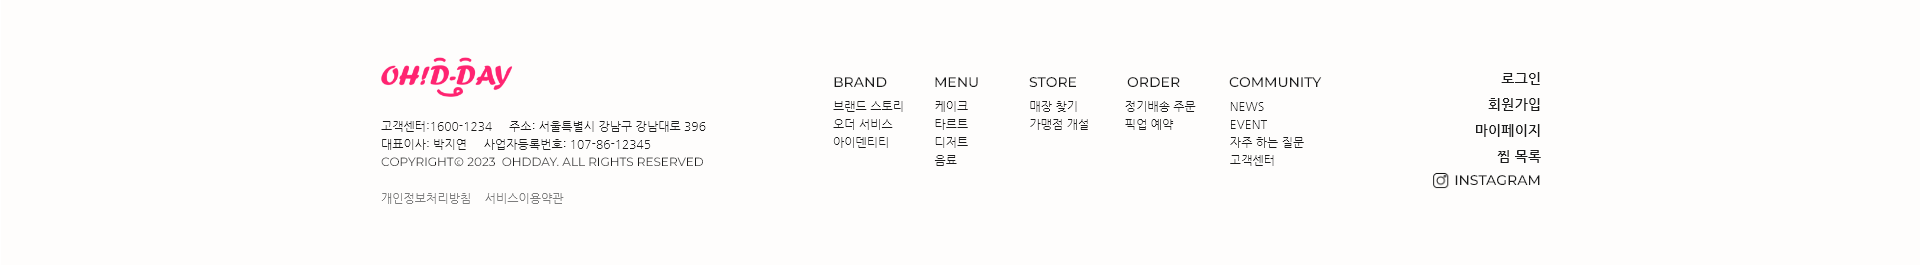 OH!D-DAY
고객센터:1600-1234 주소: 서울특별시 강남구 강남대로 396
대표이사: 박지연 사업자등록번호: 107-86-12345
COPYRIGHT© 2023 OHDDAY. ALL RIGHTS RESERVED
개인정보처리방침 서비스이용약관
BRAND
브랜드 스토리
오더 서비스
아이덴티티
MENU
케이크
타르트
디저트
음료
STORE
매장 찾기
가맹점 개설
ORDER
정기배송 주문
픽업 예약
COMMUNITY
NEWS
EVENT
자주 하는 질문
고객센터
로그인
회원가입
마이페이지
찜 목록
INSTAGRAM